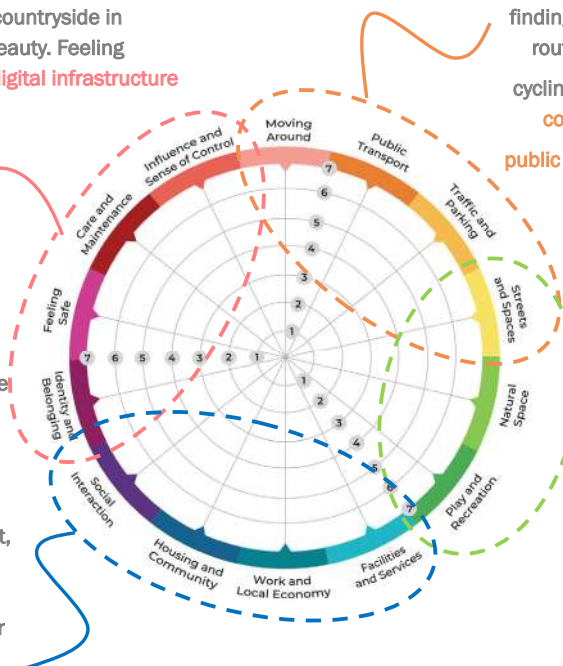 countryside in
eauty. Feeling
digital infrastructure
finding
rout
cyclin
co
public
Moving
Around
Public
Transport
Traffic and
Parking
Streets
and Spaces
Natural
Space
Play and
Recreation
Facilities
and Services
Work and
Local Economy
Housing and
Community
Social
Interaction
Identity and
Belonging
Feeling
Safe
Care and
Maintenance
Influence and
Sense of Control
7
6
5
4
3
2
1
7 6 5 4 3 2 1
1
2
3
4
5
6
7
e
t,
r